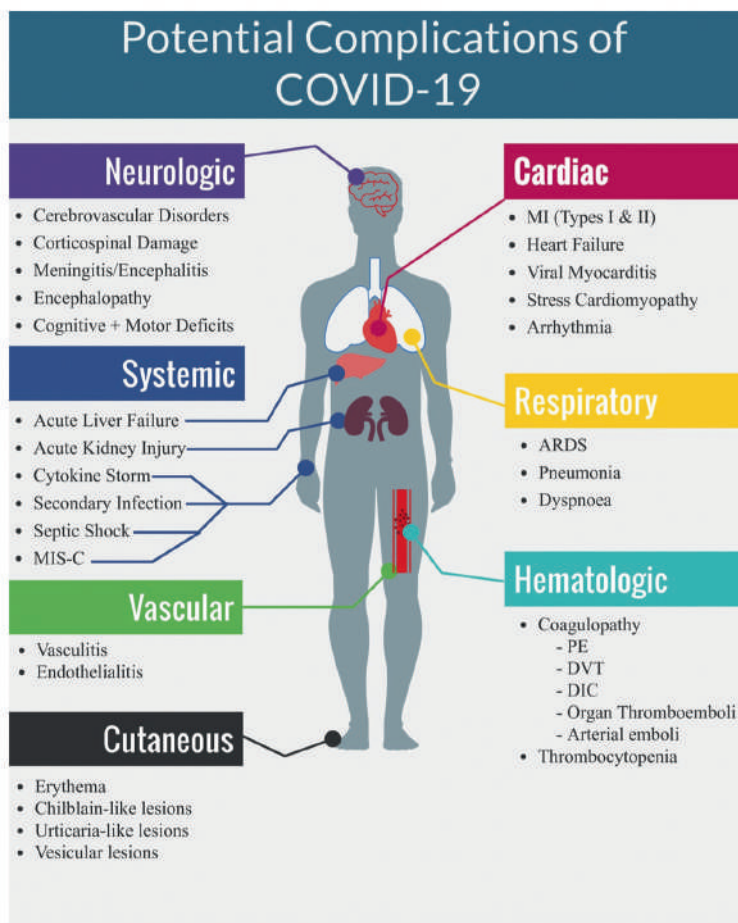 Potential Complications of
COVID-19
Neurologic
• Cerebrovascular Disorders
• Corticospinal Damage
• Meningitis/Encephalitis
• Encephalopathy
• Cognitive + Motor Deficits
Systemic
• Acute Liver Failure
• Acute Kidney Injury
• Cytokine Storm
• Secondary Infection
• Septic Shock
• MIS-C
Vascular
• Vasculitis
• Endothelialitis
Cutaneous
• Erythema
• Chilblain-like lesions
• Urticaria-like lesions
• Vesicular lesions
Cardiac
• MI (Types I & II)
• Heart Failure
• Viral Myocarditis
• Stress Cardiomyopathy
• Arrhythmia
Respiratory
• ARDS
• Pneumonia
• Dyspnoea
Hematologic
• Coagulopathy
- PE
- DVT
- DIC
- Organ Thromboemboli
- Arterial emboli
• Thrombocytopenia